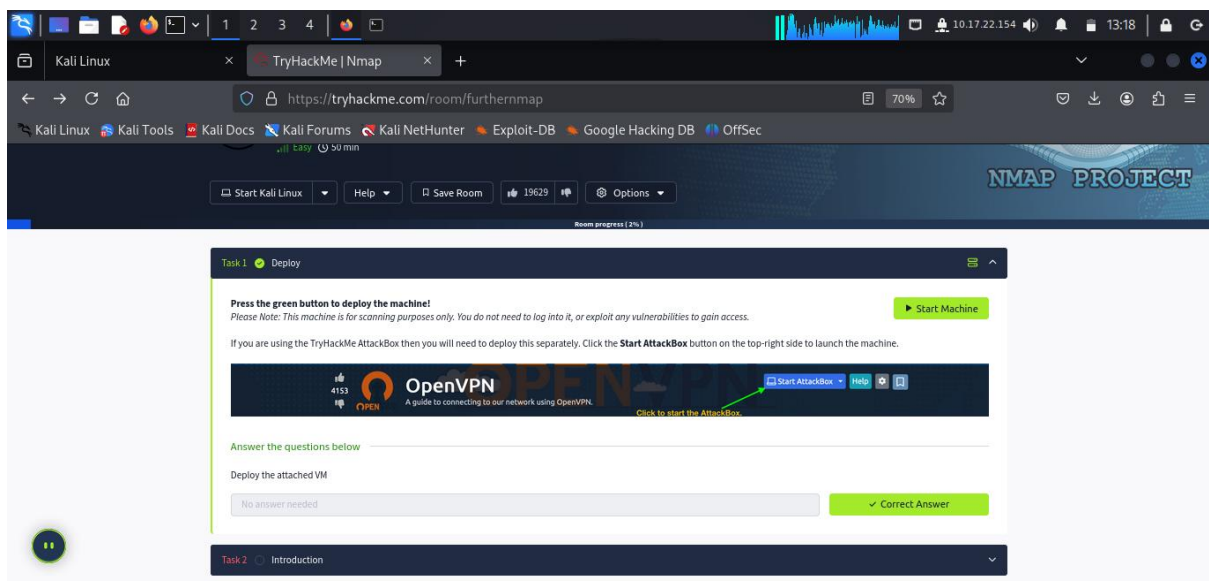 1 2 3 4 10.17.22.154 13:18
Kali Linux × TryHackMe | Nmap × +
https://tryhackme.com/room/furthernmap 70%
Kali Linux Kali Tools Kali Docs Kali Forums Kali NetHunter Exploit-DB Google Hacking DB OffSec
Easy 50 min
NMAP PROJECT
Start Kali Linux Help Save Room 19629 Options
Room progress ( 2% )
Task 1 Deploy
Press the green button to deploy the machine!
Start Machine
Please Note: This machine is for scanning purposes only. You do not need to log into it, or exploit any vulnerabilities to gain access.
If you are using the TryHackMe AttackBox then you will need to deploy this separately. Click the Start AttackBox button on the top-right side to launch the machine.
4153 OPEN OpenVPN Start AttackBox Help
A guide to connecting to our network using OpenVPN.
Click to start the AttackBox.
Answer the questions below
Deploy the attached VM
No answer needed Correct Answer
Task 2 Introduction